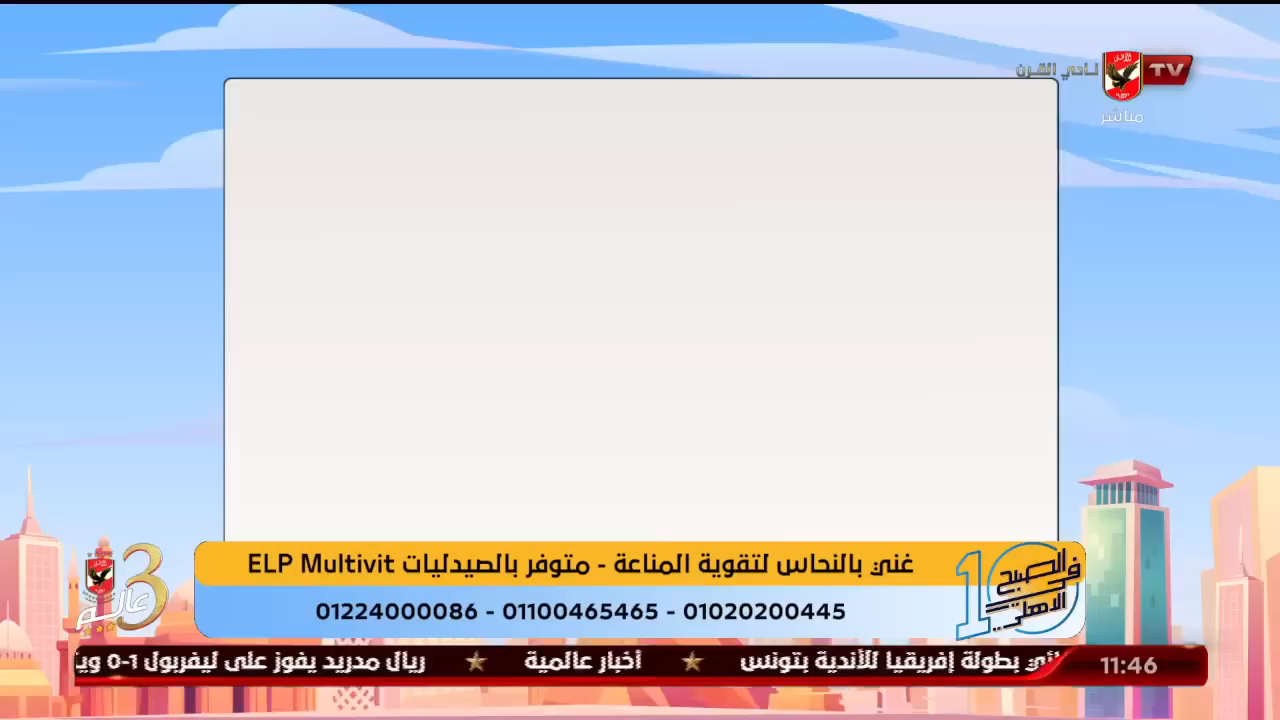 لنادي القرن
TV
مباشر
غني بالنحاس لتقوية المناعة - متوفر بالصيدليات ELP Multivit
01224000086 - 01100465465 - 01020200445
10 الصبح في الأهلي
3 عالم
بطولة إفريقيا للأندية بتونس ★ أخبار عالمية ★ ريال مدريد يفوز على ليفربول 1-0
11:46